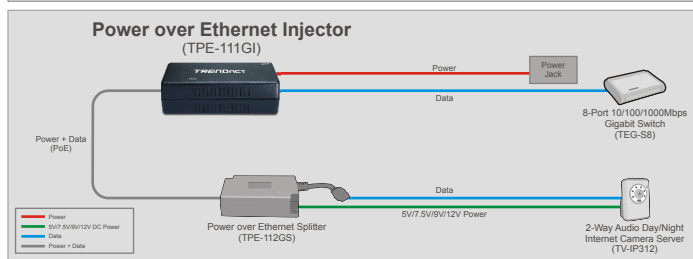 Power over Ethernet Injector
(TPE-111GI)
TRENDnet
Power
Power
Jack
Data
8-Port 10/100/1000Mbps
Gigabit Switch
(TEG-S8)
Power + Data
(PoE)
Data
5V/7.5V/9V/12V Power
Power over Ethernet Splitter
(TPE-112GS)
2-Way Audio Day/Night
Internet Camera Server
(TV-IP312)
Power
5V/7.5V/9V/12V DC Power
Data
Power + Data